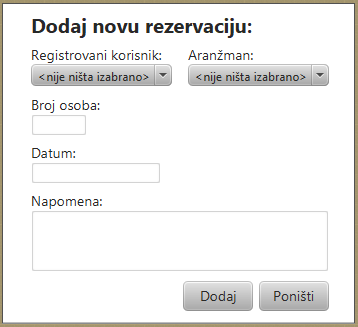 Dodaj novu rezervaciju:
Registrovani korisnik: Aranžman:
<nije ništa izabrano> <nije ništa izabrano>
Broj osoba:
Datum:
Napomena:
Dodaj Poništi